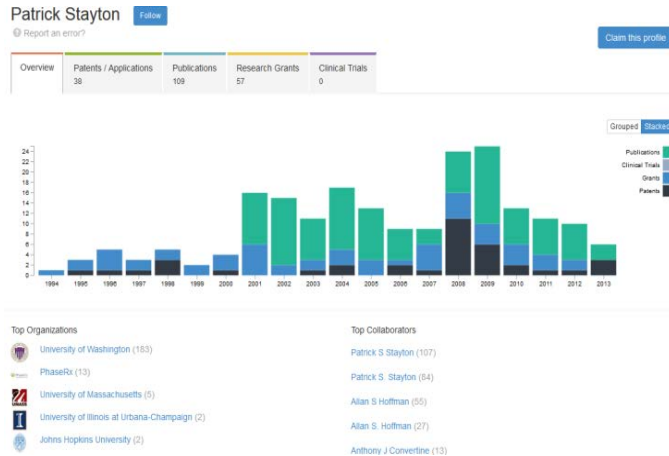 Patrick Stayton
Follow
Report an error?
Claim this profile
Overview
Patents / Applications
38
Publications
109
Research Grants
57
Clinical Trials
0
Grouped
Stacked
Publications
Clinical Trials
Grants
Patents
24
22
20
18
16
14
12
10
8
6
4
2
0
1994
1995
1996
1997
1998
1999
2000
2001
2002
2003
2004
2005
2006
2007
2008
2009
2010
2011
2012
2013
Top Organizations
University of Washington (183)
PhaseRx (13)
University of Massachusetts (5)
University of Illinois at Urbana-Champaign (2)
Johns Hopkins University (2)
Top Collaborators
Patrick S Stayton (107)
Patrick S. Stayton (84)
Allan S Hoffman (55)
Allan S. Hoffman (27)
Anthony J Convertine (13)